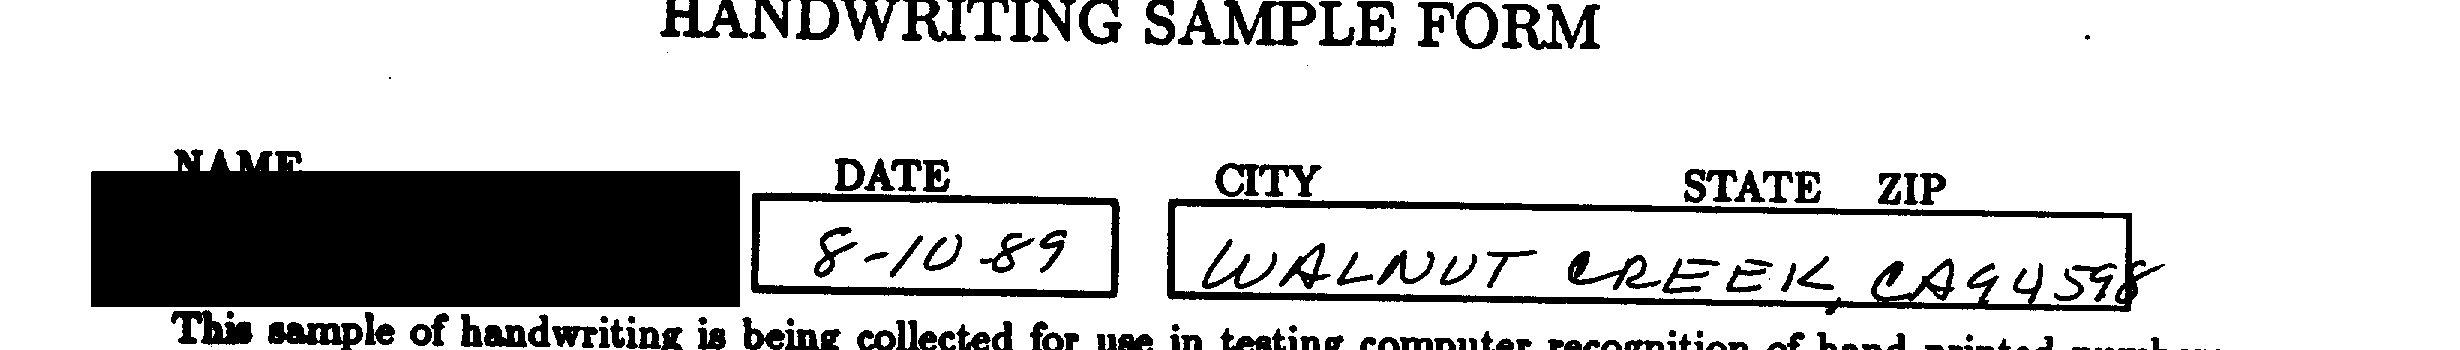 HANDWRITING SAMPLE FORM
NAME DATE CITY STATE ZIP
8-10-89 WALNUT CREEK, CA 94598
This sample of handwriting is being collected for use in testing computer recognition of hand printed numbers